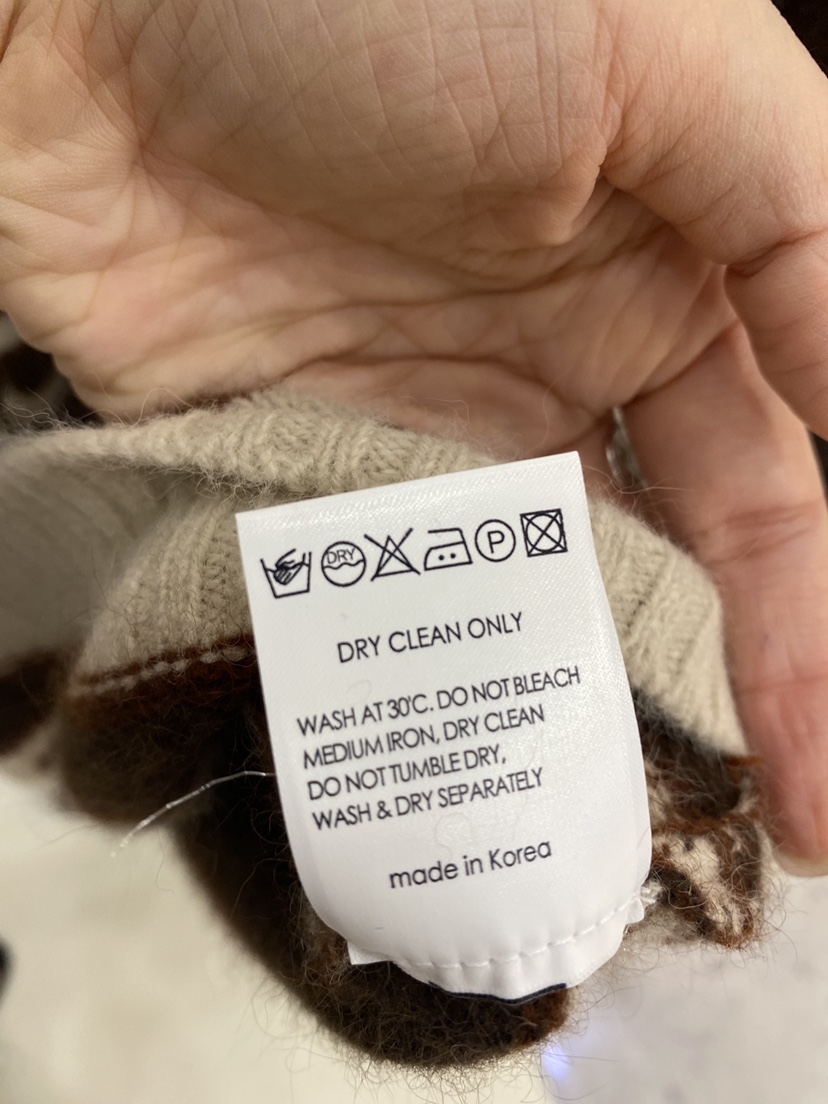 DRY
P
DRY CLEAN ONLY
WASH AT 30'C. DO NOT BLEACH
MEDIUM IRON, DRY CLEAN
DO NOT TUMBLE DRY,
WASH & DRY SEPARATELY
made in Korea